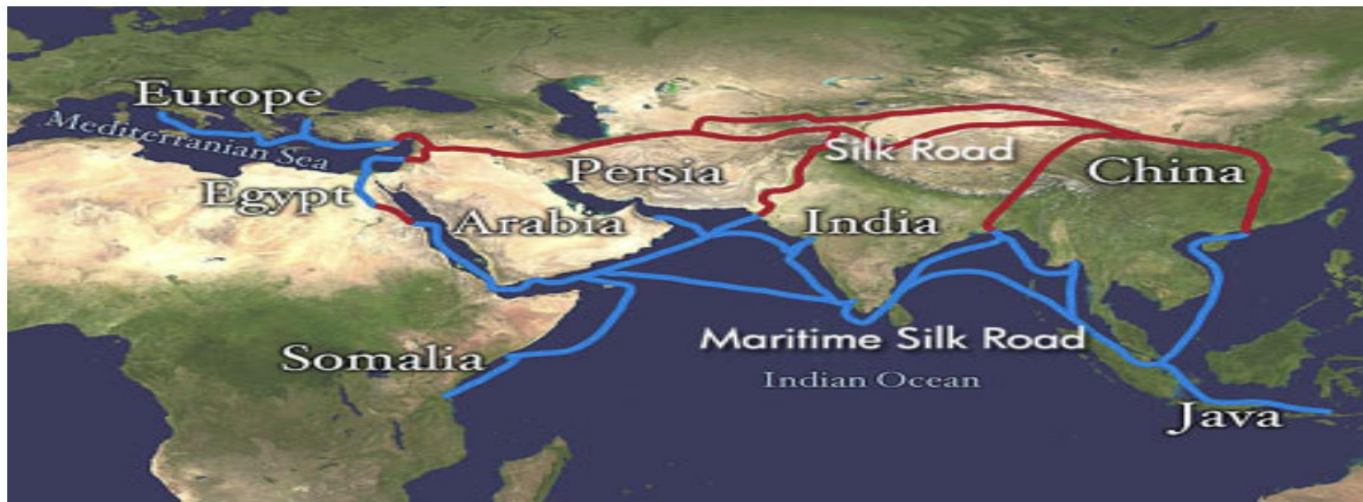 Europe
Mediterranian Sea
Silk Road
Persia
China
Egypt
Arabia
India
Maritime Silk Road
Somalia
Indian Ocean
Java